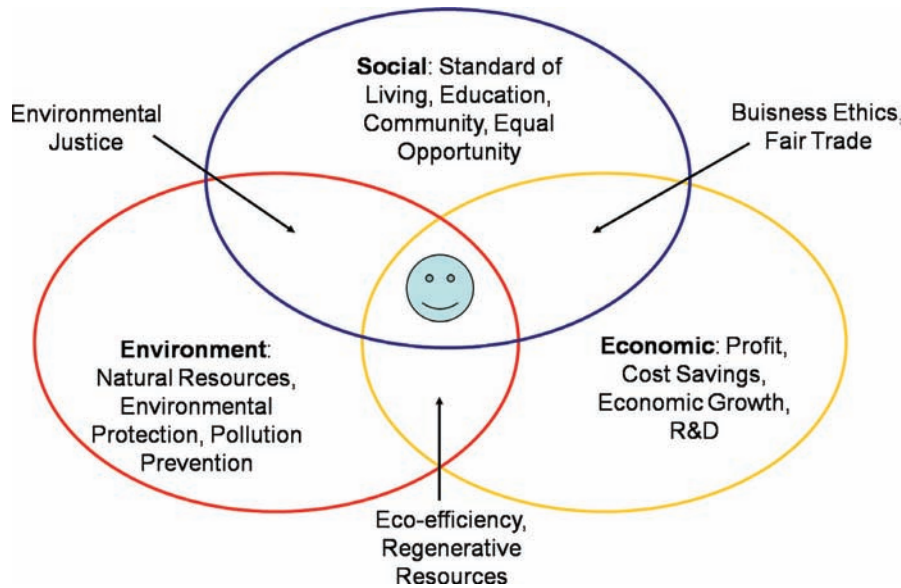 Social: Standard of
Living, Education,
Community, Equal
Opportunity
Environmental
Justice
Buisness Ethics,
Fair Trade
Environment:
Natural Resources,
Environmental
Protection, Pollution
Prevention
Economic: Profit,
Cost Savings,
Economic Growth,
R&D
Eco-efficiency,
Regenerative
Resources